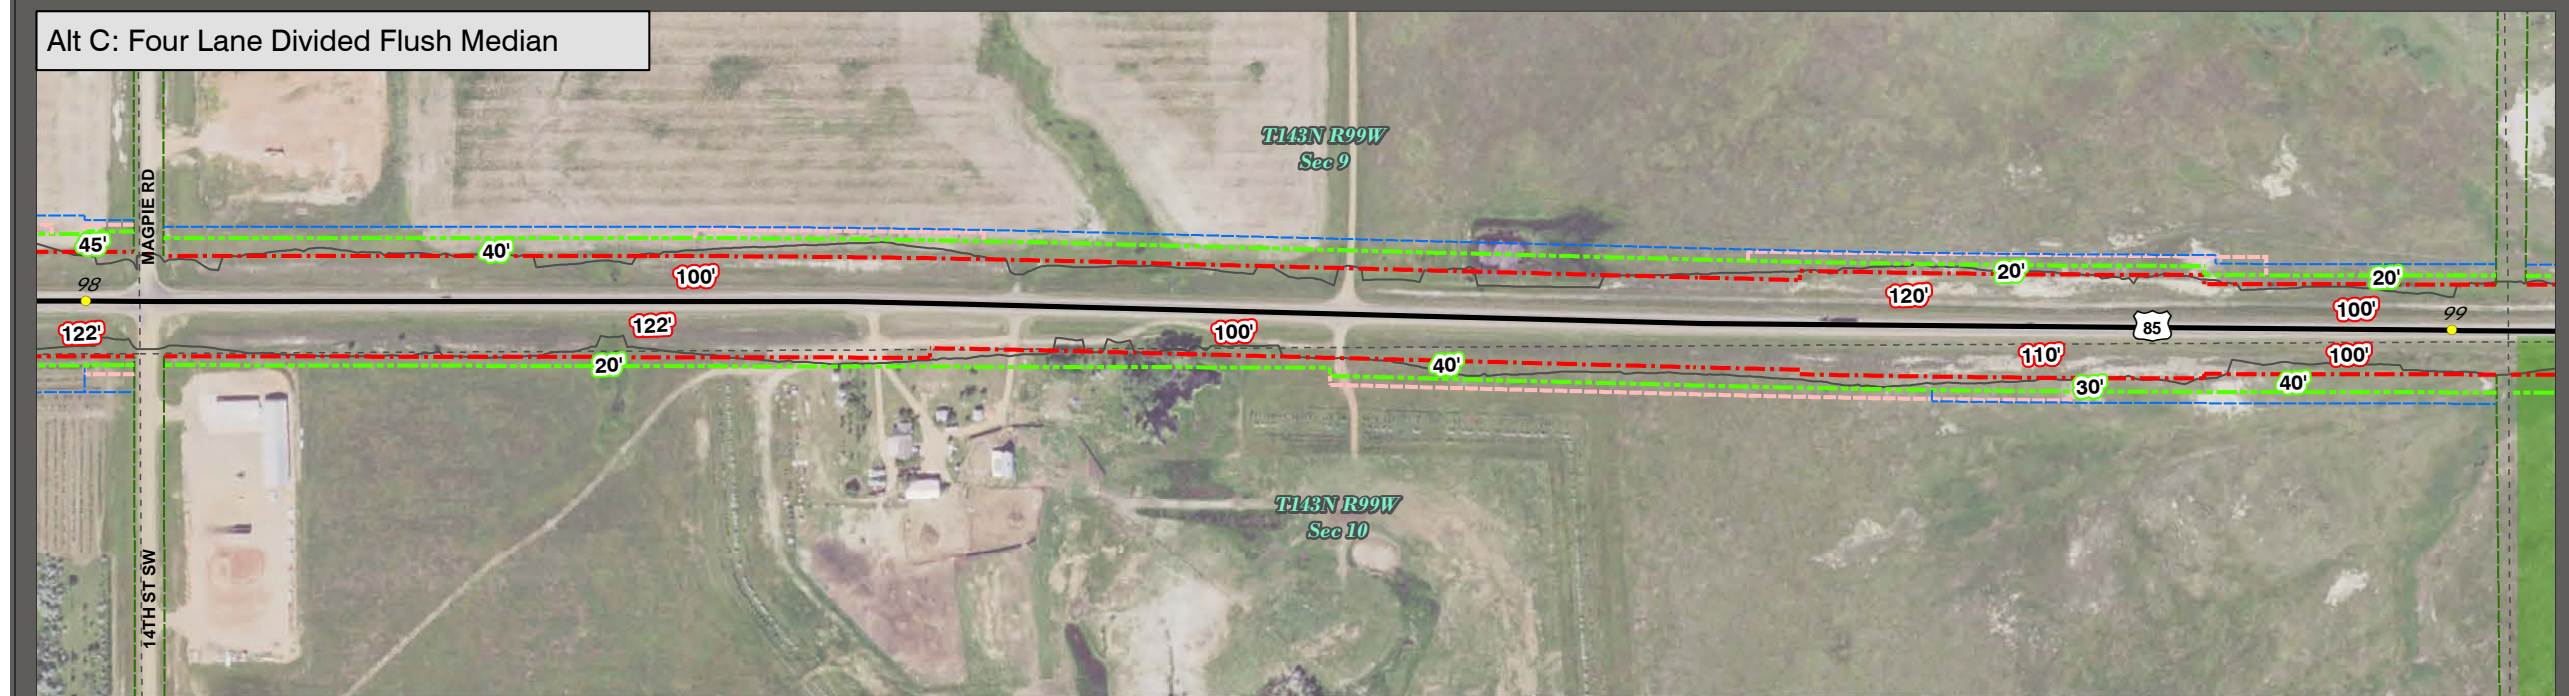 Alt C: Four Lane Divided Flush Median
MAGPIE RD
T143N R99W
Sec 9
45'
40'
100'
20'
120'
20'
100'
98
99
85
122'
122'
100'
110'
100'
20'
40'
30'
40'
T143N R99W
Sec 10
14TH ST SW